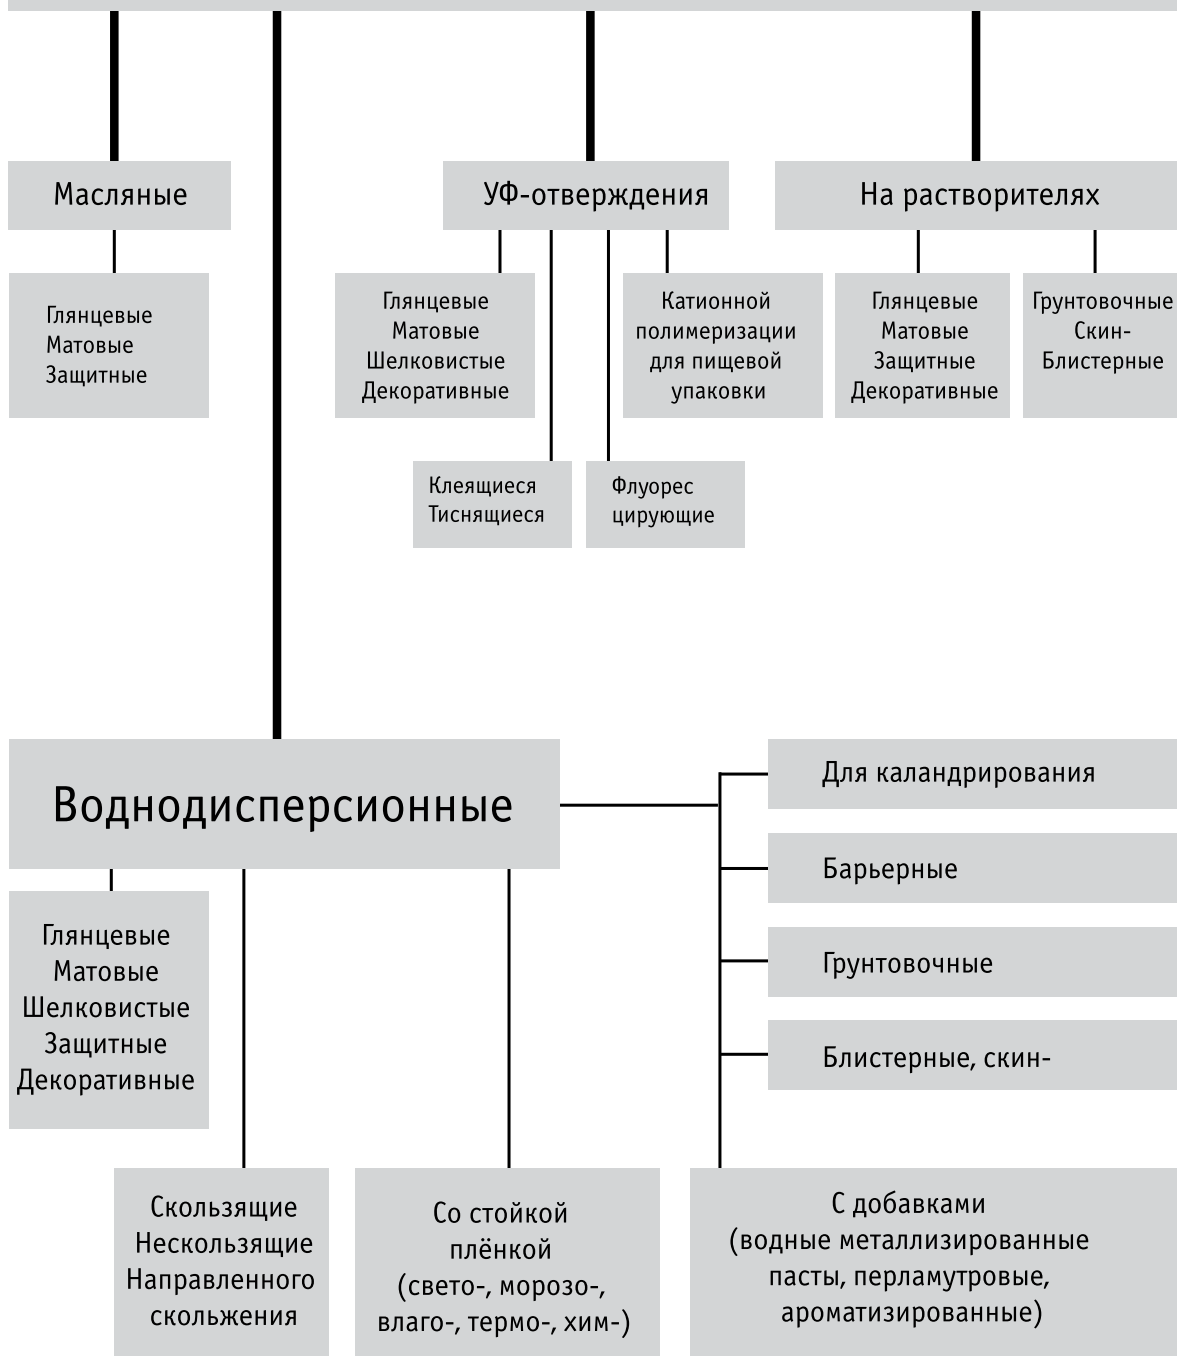 Масляные
УФ-отверждения
На растворителях
Глянцевые
Матовые
Защитные
Глянцевые
Матовые
Шелковистые
Декоративные
Катионной
полимеризации
для пищевой
упаковки
Глянцевые
Матовые
Защитные
Декоративные
Грунтовочные
Скин-
Блистерные
Клеящиеся
Тиснящиеся
Флуорес
цирующие
Воднодисперсионные
Для каландрирования
Барьерные
Грунтовочные
Блистерные, скин-
Глянцевые
Матовые
Шелковистые
Защитные
Декоративные
Скользящие
Нескользящие
Направленного
скольжения
Со стойкой
плёнкой
(свето-, морозо-,
влаго-, термо-, хим-)
С добавками
(водные металлизированные
пасты, перламутровые,
ароматизированные)